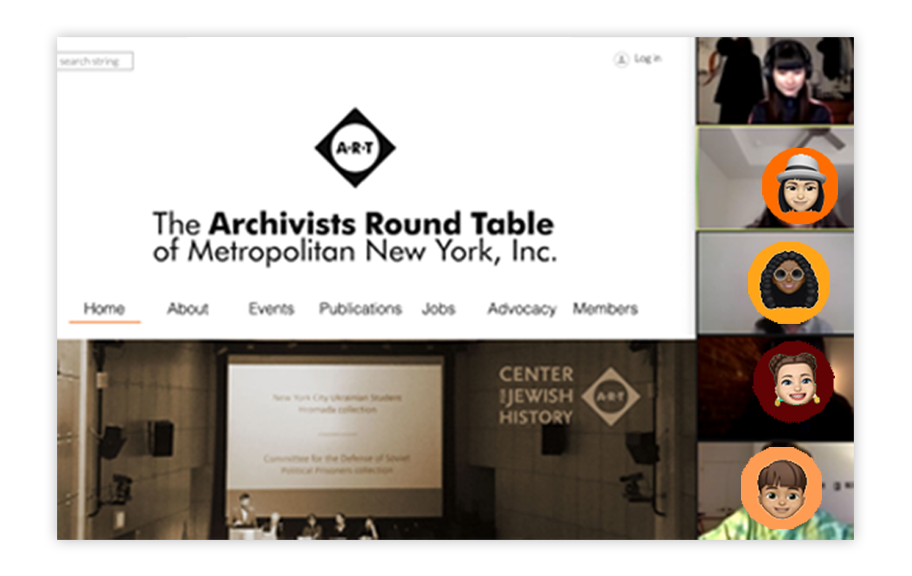 search string
Log in
A•R•T
The Archivists Round Table
of Metropolitan New York, Inc.
Home About Events Publications Jobs Advocacy Members
New York City Ukrainian Student
Hromada collection
Committee for the Defense of Soviet
Political Prisoners collection
CENTER
FOR JEWISH
HISTORY
A•R•T